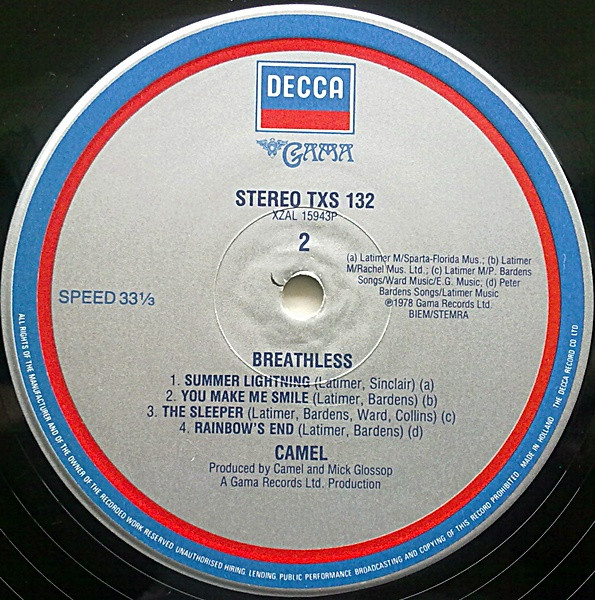 DECCA
GAMA
STEREO TXS 132
XZAL 15943P
2
(a) Latimer M/Sparta-Florida Mus.; (b) Latimer
M/Rachel Mus. Ltd.; (c) Latimer M/P. Bardens
Songs/Ward Music/E.G. Music; (d) Peter
Bardens Songs/Latimer Music
℗1978 Gama Records Ltd.
BIEM/STEMRA
SPEED 33⅓
BREATHLESS
1. SUMMER LIGHTNING (Latimer, Sinclair) (a)
2. YOU MAKE ME SMILE (Latimer, Bardens) (b)
3. THE SLEEPER (Latimer, Bardens, Ward, Collins) (c)
4. RAINBOW'S END (Latimer, Bardens) (d)
CAMEL
Produced by Camel and Mick Glossop
A Gama Records Ltd. Production
ALL RIGHTS OF THE MANUFACTURER AND OF THE OWNER OF THE RECORDED WORK RESERVED UNAUTHORISED HIRING, LENDING, PUBLIC PERFORMANCE BROADCASTING AND COPYING OF THIS RECORD PROHIBITED MADE IN HOLLAND THE DECCA RECORD CO LTD